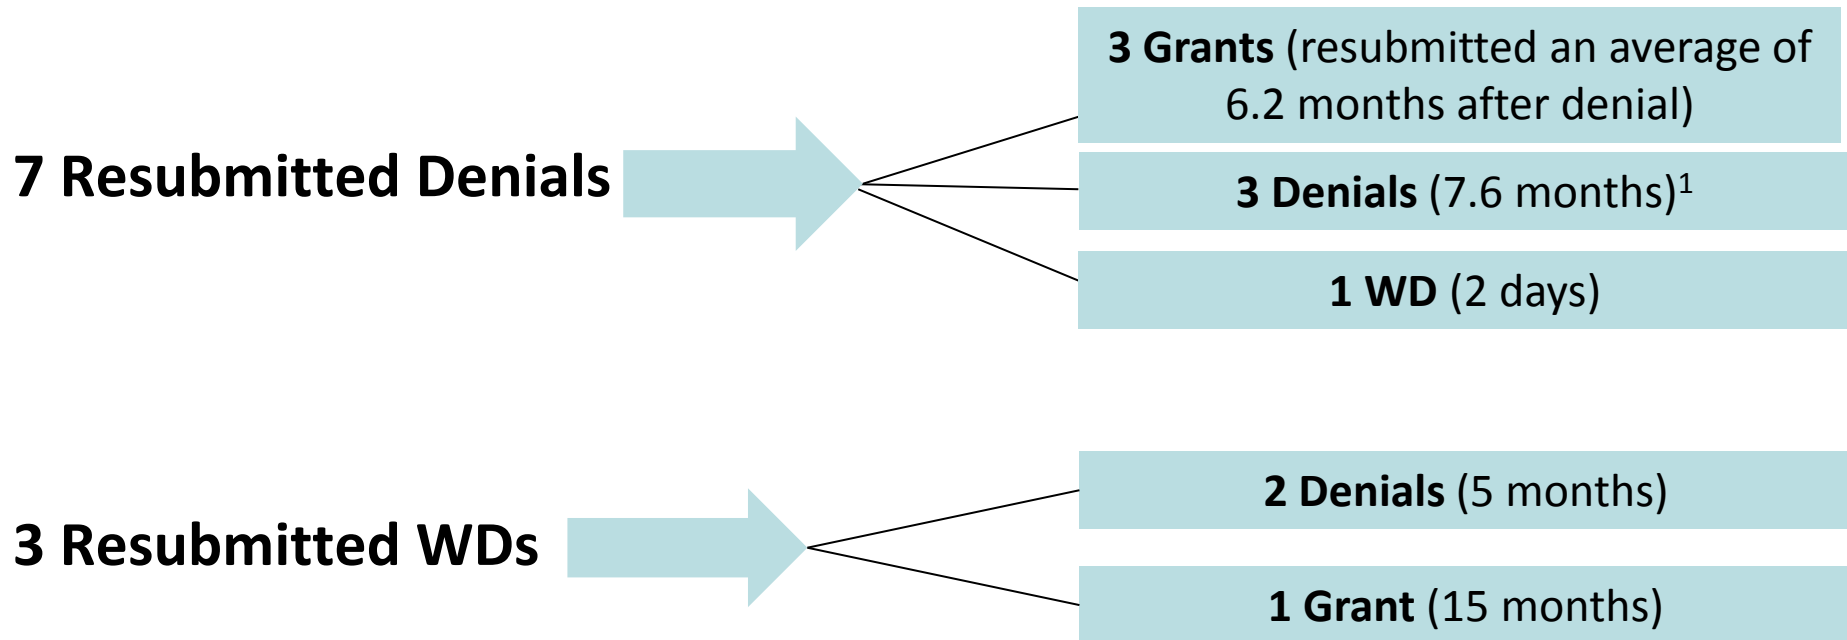 7 Resubmitted Denials
3 Grants (resubmitted an average of
6.2 months after denial)
3 Denials (7.6 months)¹
1 WD (2 days)
3 Resubmitted WDs
2 Denials (5 months)
1 Grant (15 months)